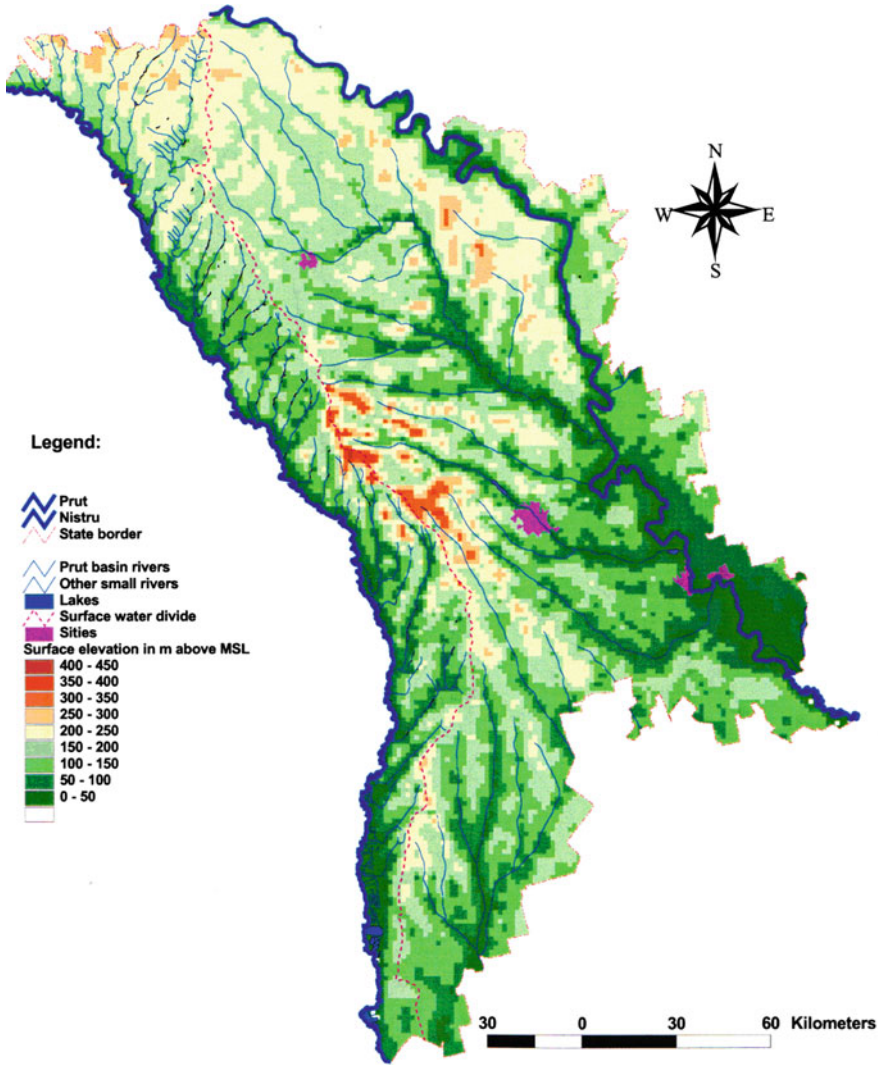 N
W E
S
Legend:
Prut
Nistru
State border
Prut basin rivers
Other small rivers
Lakes
Surface water divide
Sities
Surface elevation in m above MSL
400 - 450
350 - 400
300 - 350
250 - 300
200 - 250
150 - 200
100 - 150
50 - 100
0 - 50
30 0 30 60 Kilometers